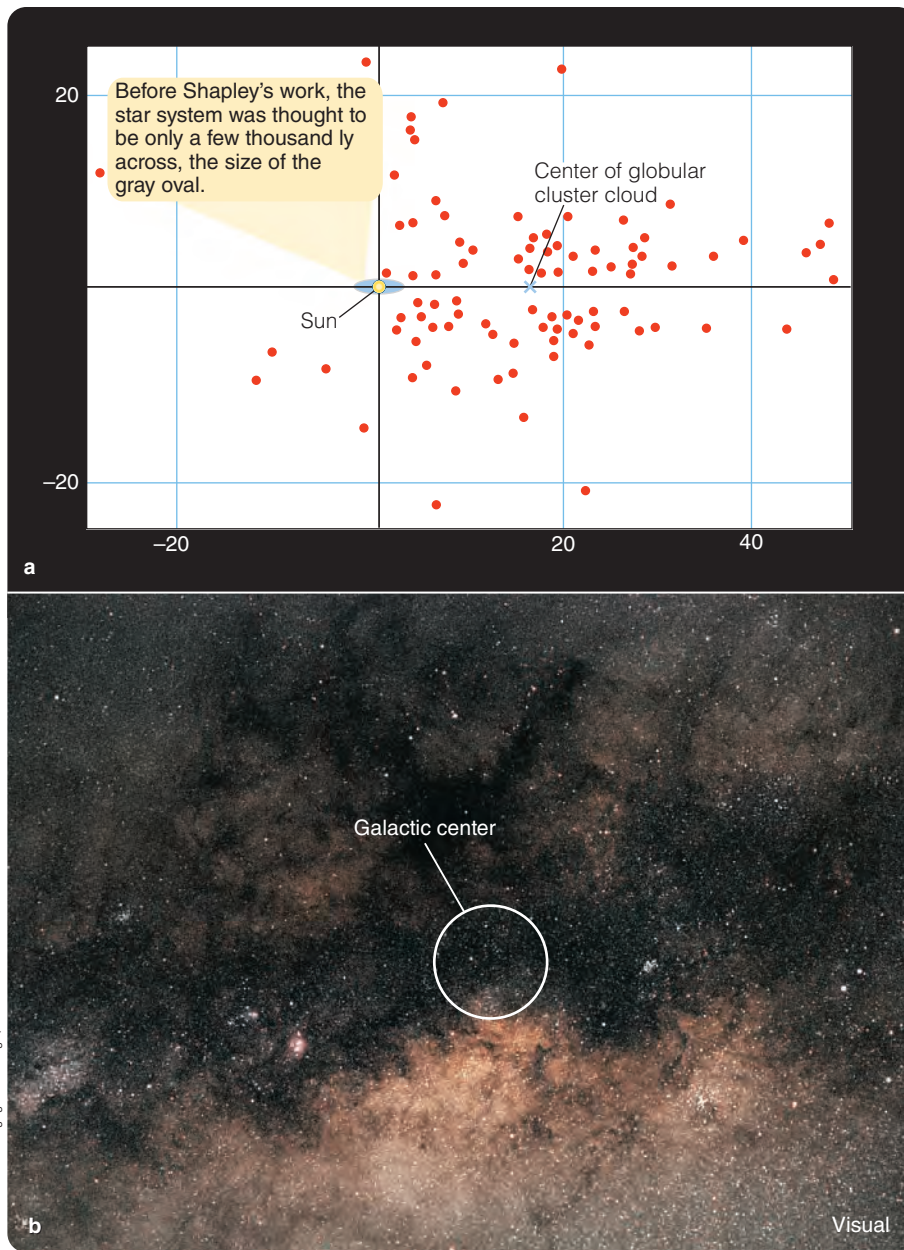 20
Before Shapley's work, the
star system was thought to
be only a few thousand ly
across, the size of the
gray oval.
Center of globular
cluster cloud
Sun
–20
–20
20
40
a
Galactic center
b
Visual